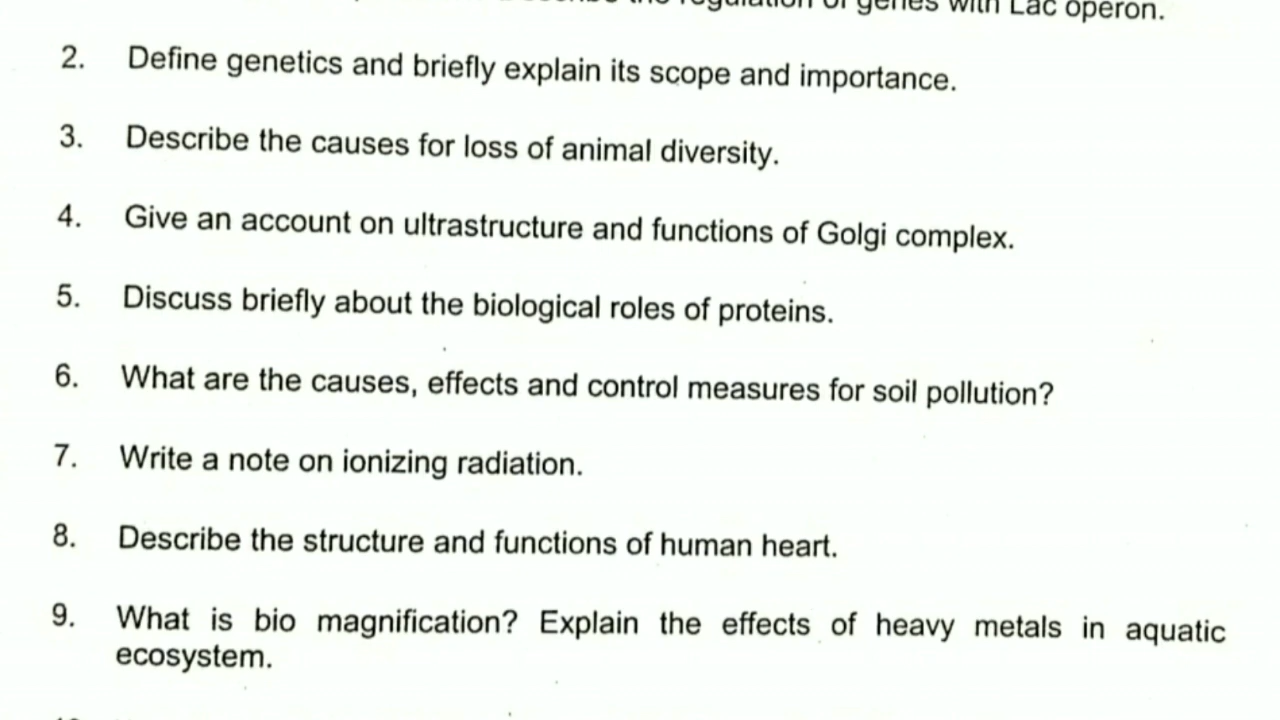 the regulation of genes with Lac operon.
2. Define genetics and briefly explain its scope and importance.
3. Describe the causes for loss of animal diversity.
4. Give an account on ultrastructure and functions of Golgi complex.
5. Discuss briefly about the biological roles of proteins.
6. What are the causes, effects and control measures for soil pollution?
7. Write a note on ionizing radiation.
8. Describe the structure and functions of human heart.
9. What is bio magnification? Explain the effects of heavy metals in aquatic
ecosystem.